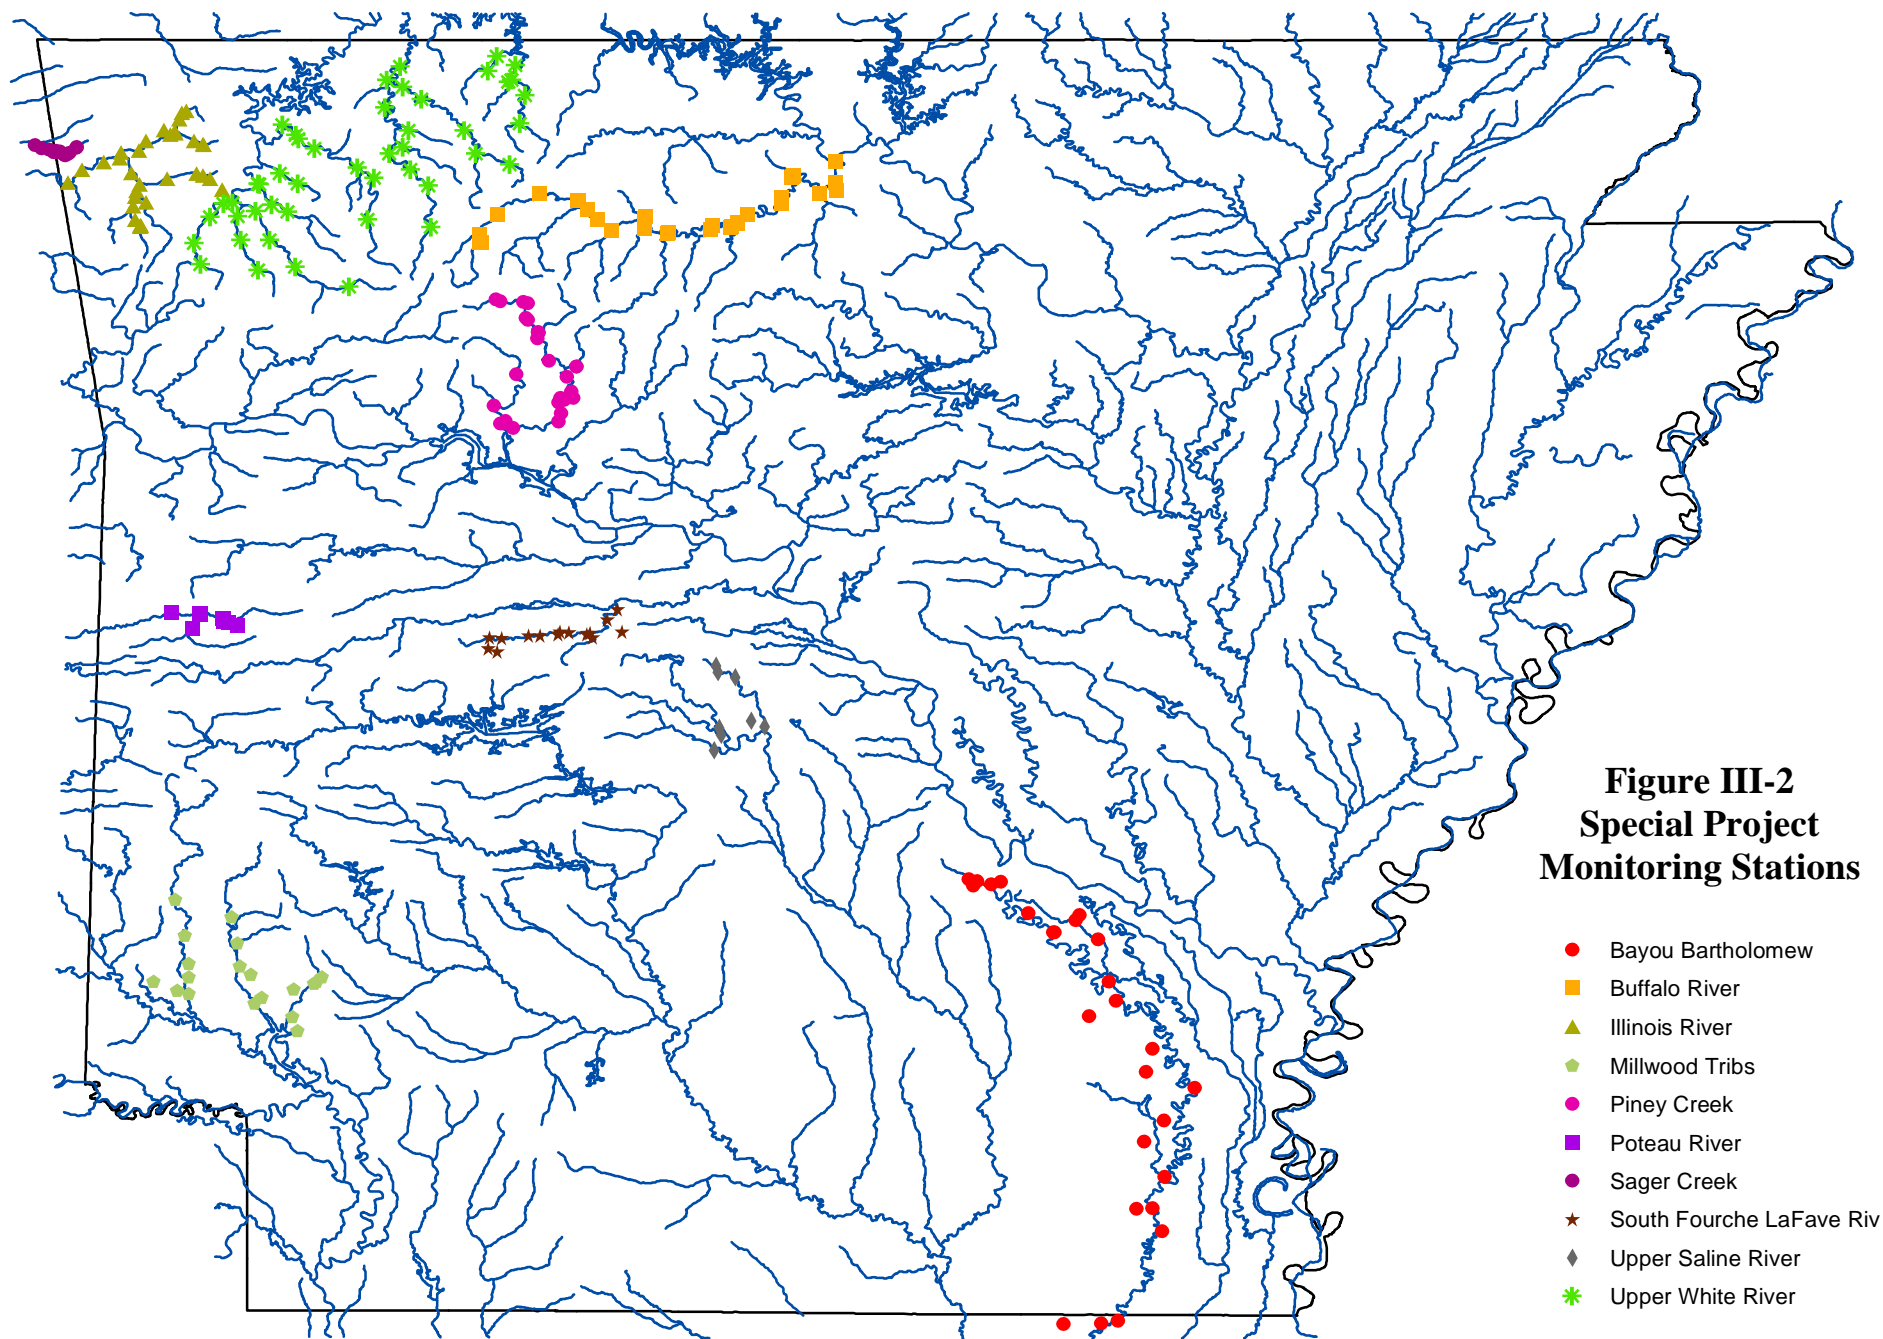 Figure III-2
Special Project
Monitoring Stations
Bayou Bartholomew
Buffalo River
Illinois River
Millwood Tribs
Piney Creek
Poteau River
Sager Creek
South Fourche LaFave Riv
Upper Saline River
Upper White River